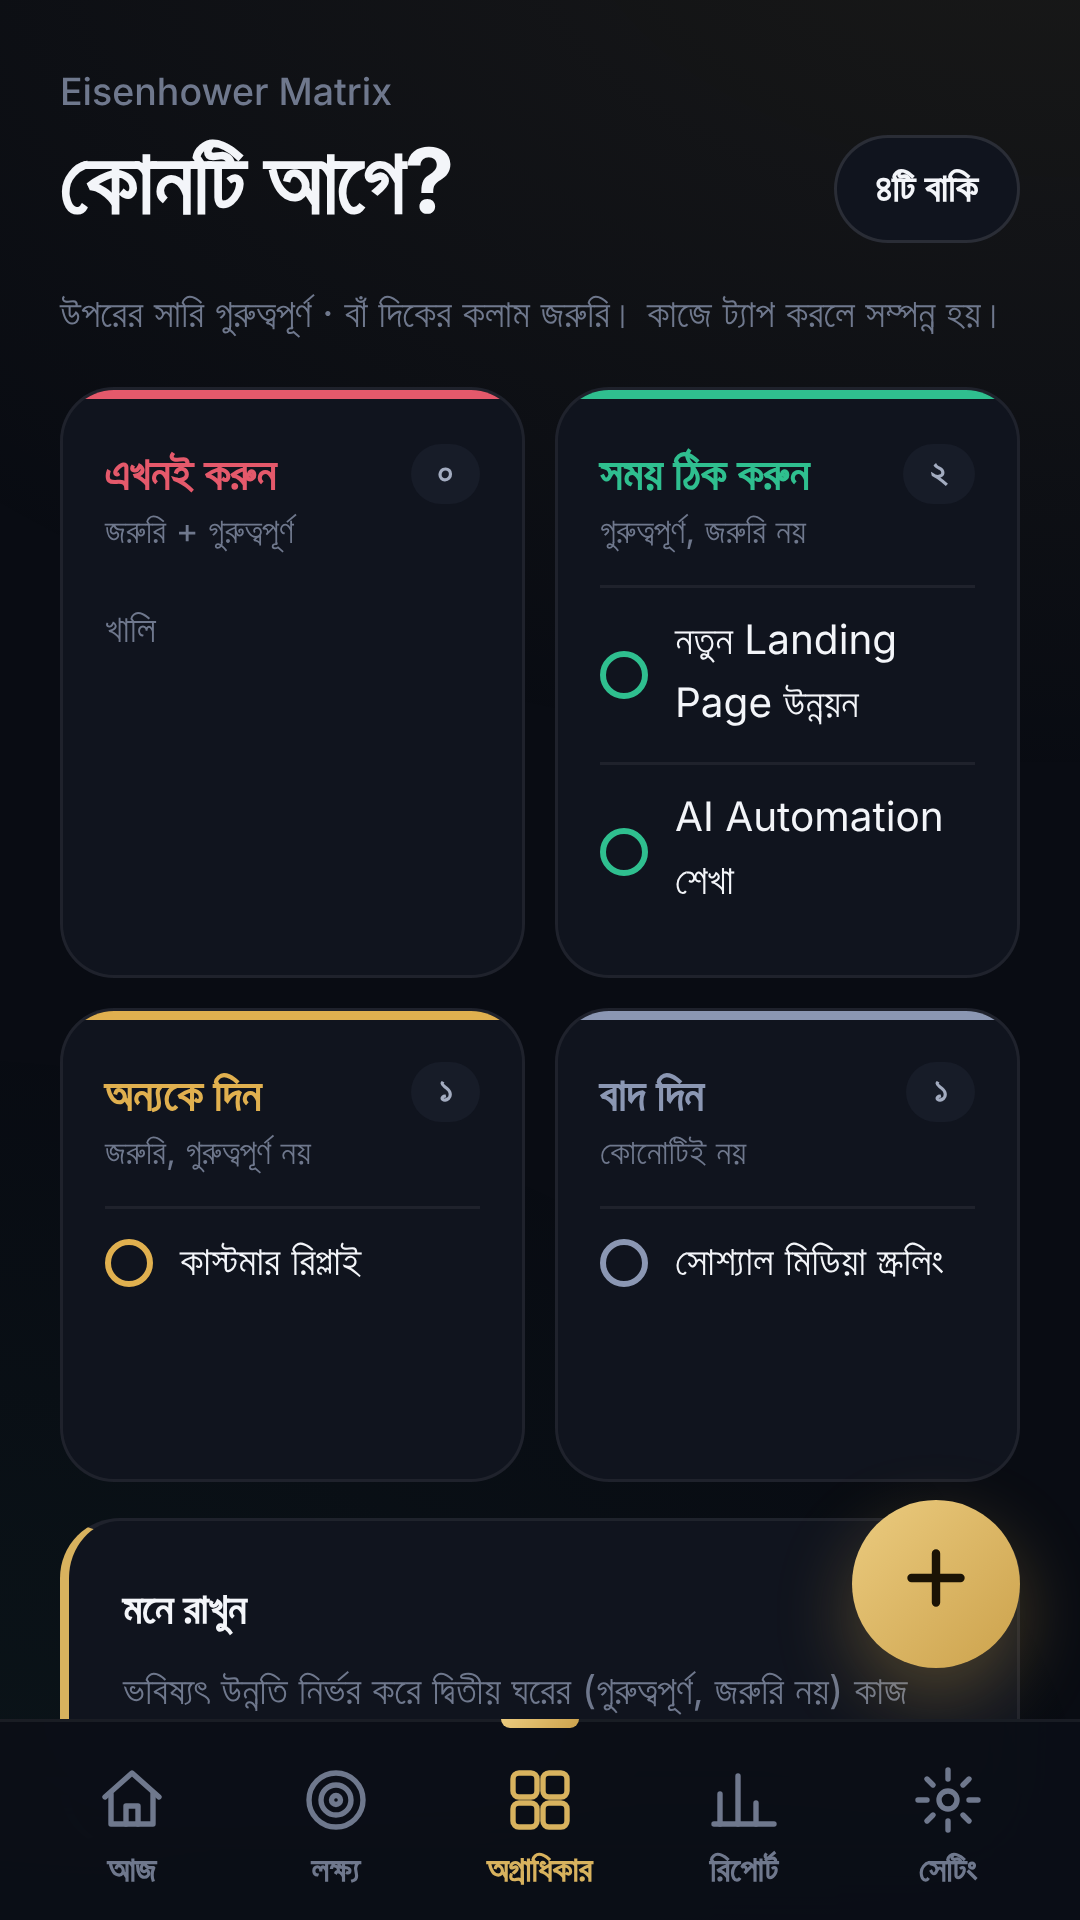 Eisenhower Matrix
কোনটি আগে?
৪টি বাকি
উপরের সারি গুরুত্বপূর্ণ · বাঁ দিকের কলাম জরুরি। কাজে ট্যাপ করলে সম্পন্ন হয়।
এখনই করুন
০
জরুরি + গুরুত্বপূর্ণ
খালি
সময় ঠিক করুন
২
গুরুত্বপূর্ণ, জরুরি নয়
নতুন Landing
Page উন্নয়ন
AI Automation
শেখা
অন্যকে দিন
১
জরুরি, গুরুত্বপূর্ণ নয়
কাস্টমার রিপ্লাই
বাদ দিন
১
কোনোটিই নয়
সোশ্যাল মিডিয়া স্ক্রলিং
মনে রাখুন
ভবিষ্যৎ উন্নতি নির্ভর করে দ্বিতীয় ঘরের (গুরুত্বপূর্ণ, জরুরি নয়) কাজ
আজ
লক্ষ্য
অগ্রাধিকার
রিপোর্ট
সেটিং